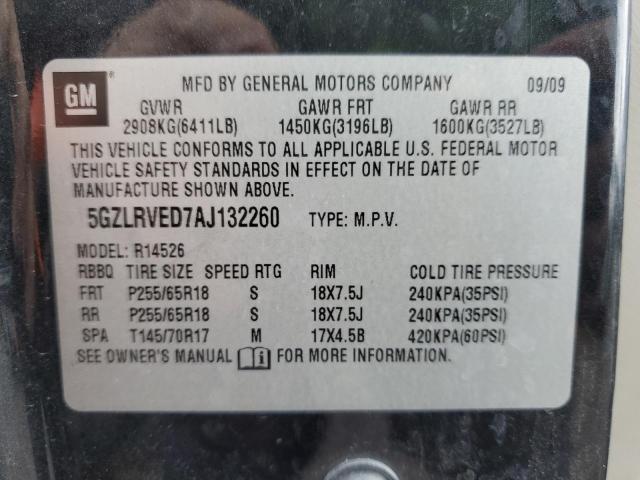 GM ® MFD BY GENERAL MOTORS COMPANY 09/09
GVWR GAWR FRT GAWR RR
2908KG(6411LB) 1450KG(3196LB) 1600KG(3527LB)
THIS VEHICLE CONFORMS TO ALL APPLICABLE U.S. FEDERAL MOTOR
VEHICLE SAFETY STANDARDS IN EFFECT ON THE DATE OF
MANUFACTURE SHOWN ABOVE.
5GZLRVED7AJ132260 TYPE: M.P.V.
MODEL: R14526
RBBQ TIRE SIZE SPEED RTG RIM COLD TIRE PRESSURE
FRT P255/65R18 S 18X7.5J 240KPA(35PSI)
RR P255/65R18 S 18X7.5J 240KPA(35PSI)
SPA T145/70R17 M 17X4.5B 420KPA(60PSI)
SEE OWNER'S MANUAL i FOR MORE INFORMATION.